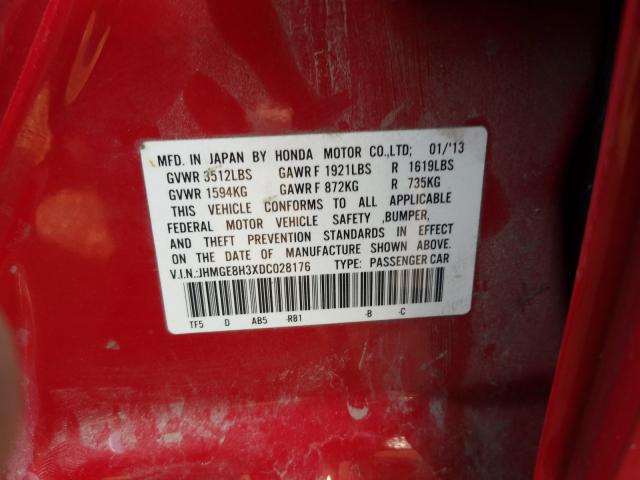 MFD. IN JAPAN BY HONDA MOTOR CO.,LTD; 01/'13
GVWR 3512LBS GAWR F 1921LBS R 1619LBS
GVWR 1594KG GAWR F 872KG R 735KG
THIS VEHICLE CONFORMS TO ALL APPLICABLE
FEDERAL MOTOR VEHICLE SAFETY ,BUMPER,
AND THEFT PREVENTION STANDARDS IN EFFECT
ON THE DATE OF MANUFACTURE SHOWN ABOVE.
V.I.N.:JHMGE8H3XDC028176 TYPE: PASSENGER CAR
TF5 D AB5 -R81 -B -C